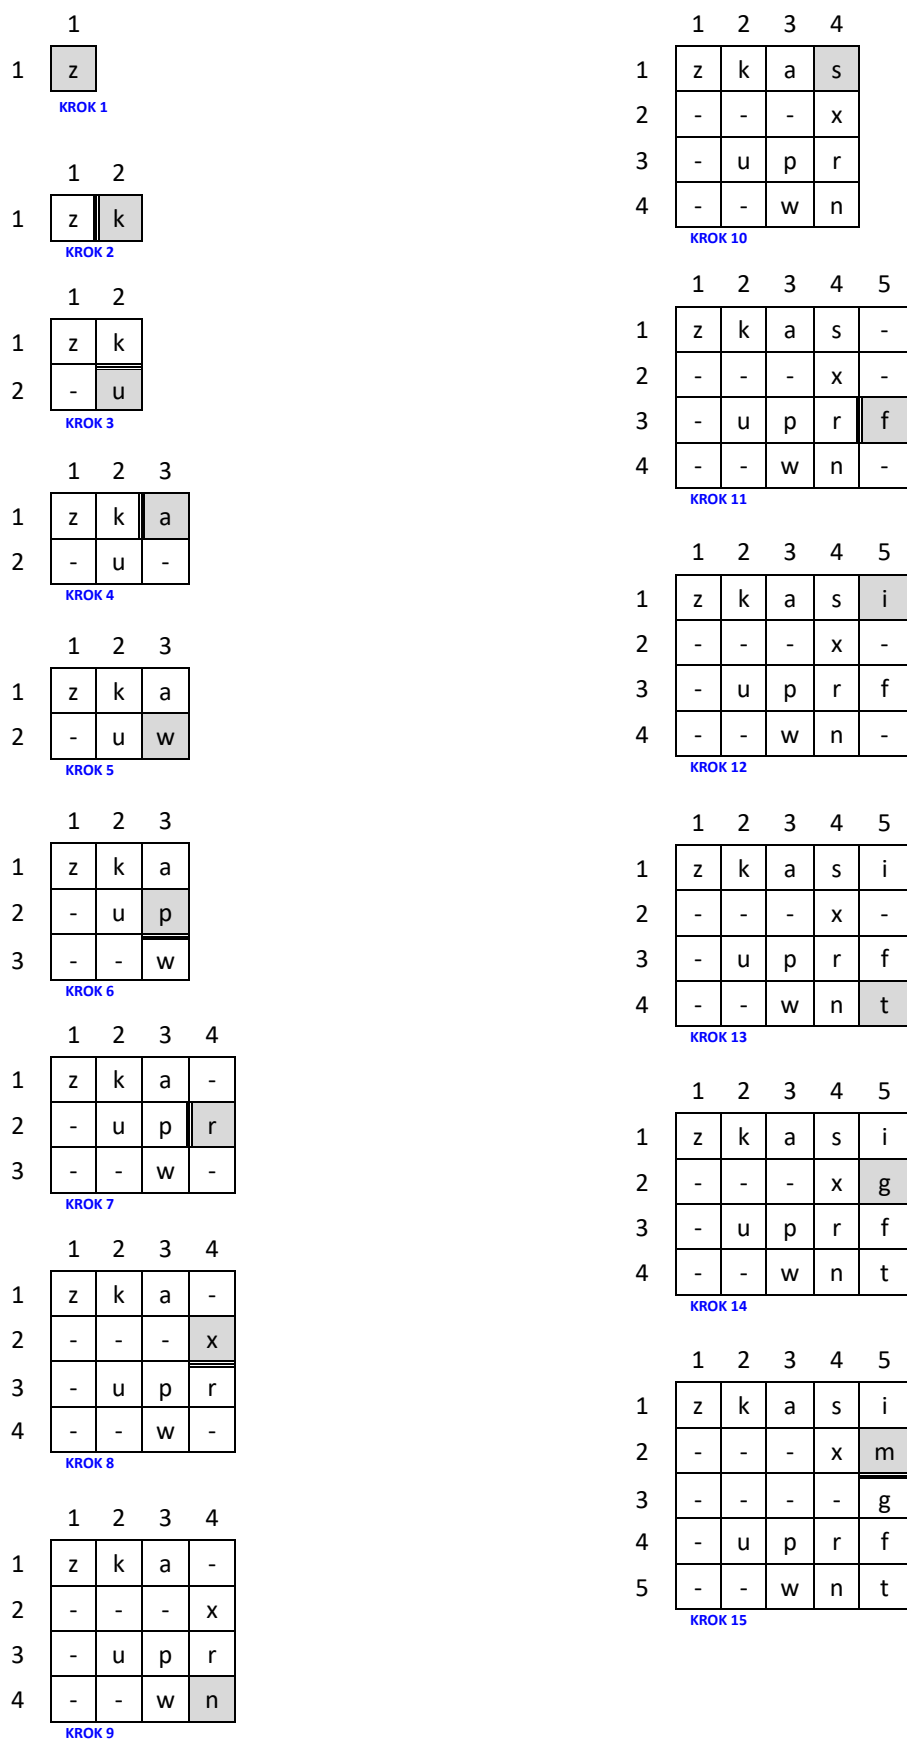 1
1 z
KROK 1
1 2
1 z k
KROK 2
1 2
1 z k
2 - u
KROK 3
1 2 3
1 z k a
2 - u -
KROK 4
1 2 3
1 z k a
2 - u w
KROK 5
1 2 3
1 z k a
2 - u p
3 - - w
KROK 6
1 2 3 4
1 z k a -
2 - u p r
3 - - w -
KROK 7
1 2 3 4
1 z k a -
2 - - - x
3 - u p r
4 - - w -
KROK 8
1 2 3 4
1 z k a -
2 - - - x
3 - u p r
4 - - w n
KROK 9
1 2 3 4
1 z k a s
2 - - - x
3 - u p r
4 - - w n
KROK 10
1 2 3 4 5
1 z k a s -
2 - - - x -
3 - u p r f
4 - - w n -
KROK 11
1 2 3 4 5
1 z k a s i
2 - - - x -
3 - u p r f
4 - - w n -
KROK 12
1 2 3 4 5
1 z k a s i
2 - - - x -
3 - u p r f
4 - - w n t
KROK 13
1 2 3 4 5
1 z k a s i
2 - - - x g
3 - u p r f
4 - - w n t
KROK 14
1 2 3 4 5
1 z k a s i
2 - - - x m
3 - - - - g
4 - u p r f
5 - - w n t
KROK 15